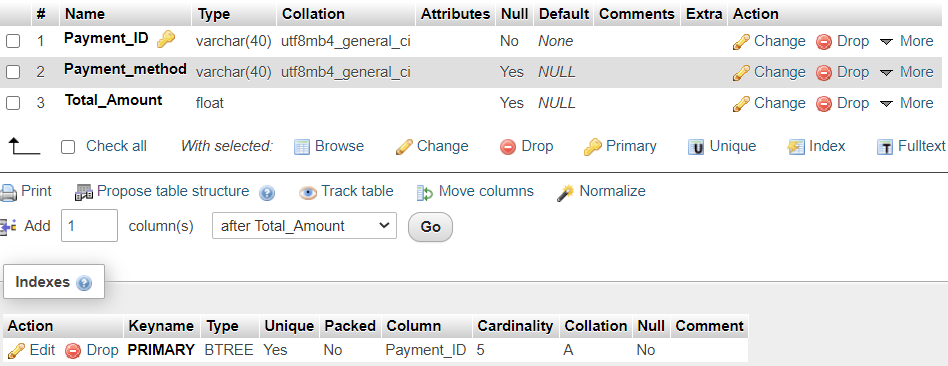 # Name Type Collation Attributes Null Default Comments Extra Action
1 Payment_ID varchar(40) utf8mb4_general_ci No None Change Drop More
2 Payment_method varchar(40) utf8mb4_general_ci Yes NULL Change Drop More
3 Total_Amount float Yes NULL Change Drop More
Check all With selected: Browse Change Drop Primary Unique Index Fulltext
Print Propose table structure Track table Move columns Normalize
Add 1 column(s) after Total_Amount Go
Indexes
Action Keyname Type Unique Packed Column Cardinality Collation Null Comment
Edit Drop PRIMARY BTREE Yes No Payment_ID 5 A No